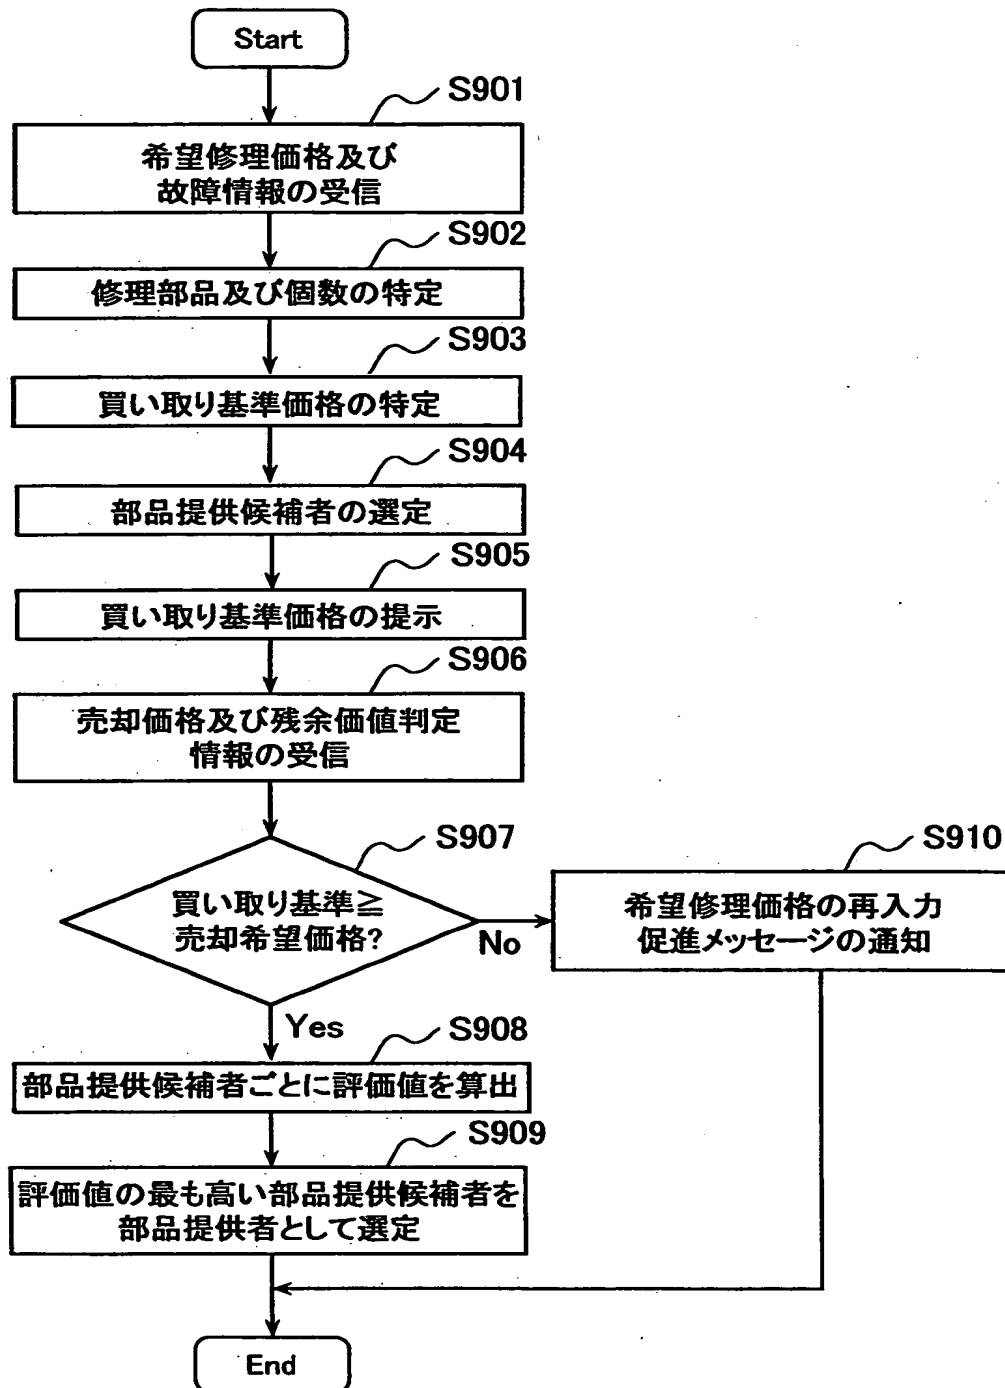 Start
S901
希望修理価格及び
故障情報の受信
S902
修理部品及び個数の特定
S903
買い取り基準価格の特定
S904
部品提供候補者の選定
S905
買い取り基準価格の提示
S906
売却価格及び残余価値判定
情報の受信
S907
買い取り基準≧
売却希望価格?
No
S910
希望修理価格の再入力
促進メッセージの通知
Yes
S908
部品提供候補者ごとに評価値を算出
S909
評価値の最も高い部品提供候補者を
部品提供者として選定
End